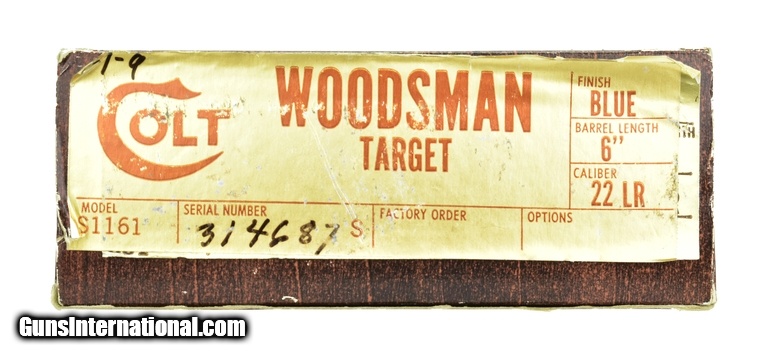 1-9
COLT
WOODSMAN
TARGET
FINISH
BLUE
BARREL LENGTH
6"
CALIBER
22 LR
MODEL
S1161
SERIAL NUMBER
314687 S
FACTORY ORDER
OPTIONS
GunsInternational.com